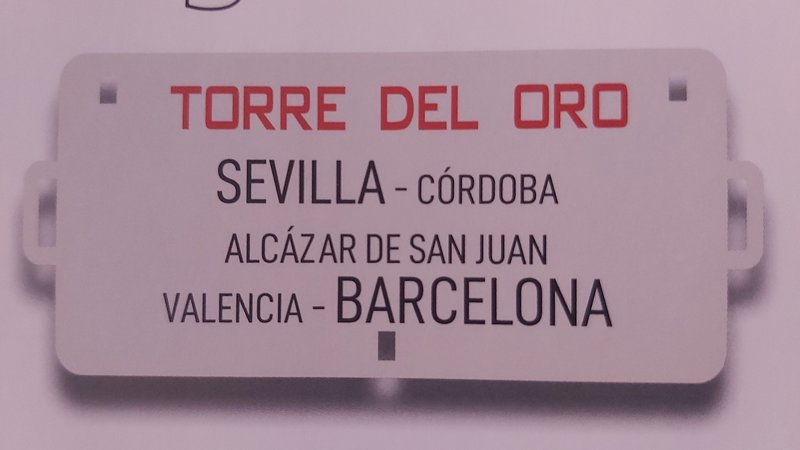 TORRE DEL ORO
SEVILLA - CÓRDOBA
ALCÁZAR DE SAN JUAN
VALENCIA - BARCELONA